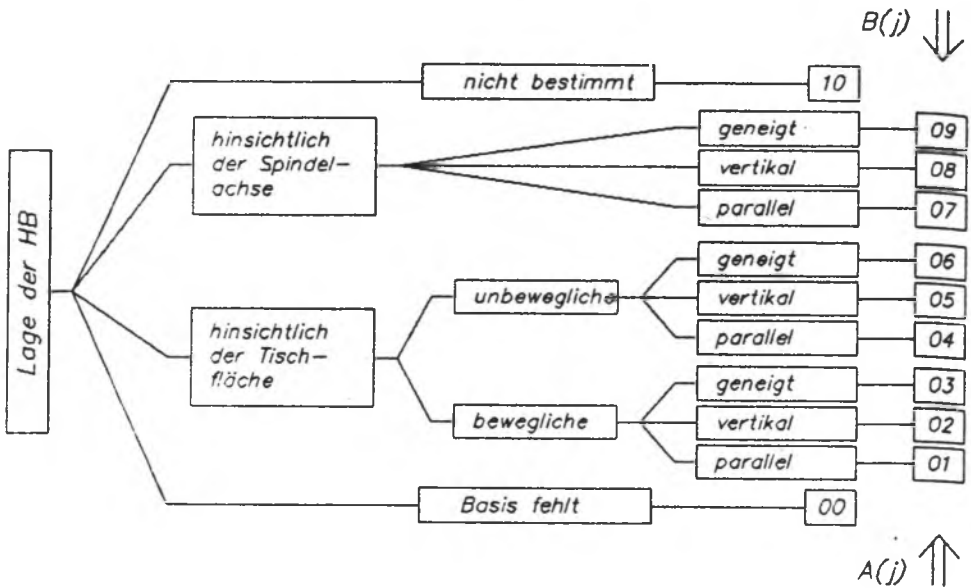 B(j)
nicht bestimmt
10
Lage der HB
hinsichtlich
der Spindel-
achse
geneigt
09
vertikal
08
parallel
07
hinsichtlich
der Tisch-
fläche
unbewegliche
geneigt
06
vertikal
05
parallel
04
bewegliche
geneigt
03
vertikal
02
parallel
01
Basis fehlt
00
A(j)